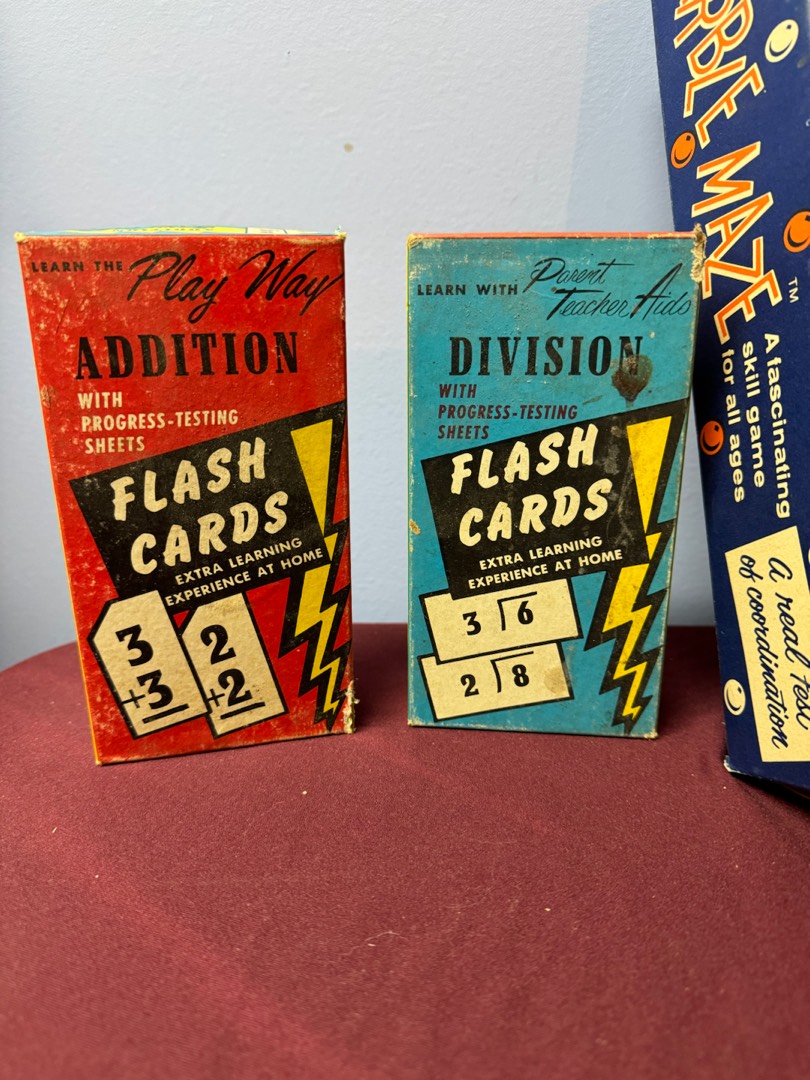 LEARN THE Play Way
ADDITION
WITH
PROGRESS-TESTING
SHEETS
FLASH
CARDS
EXTRA LEARNING
EXPERIENCE AT HOME
3
+3
2
+2
LEARN WITH Parent
Teacher Aids
DIVISION
WITH
PROGRESS-TESTING
SHEETS
FLASH
CARDS
EXTRA LEARNING
EXPERIENCE AT HOME
3 6
2 8
MAZE™
A fascinating
skill game
for all ages
A real test
of coordination